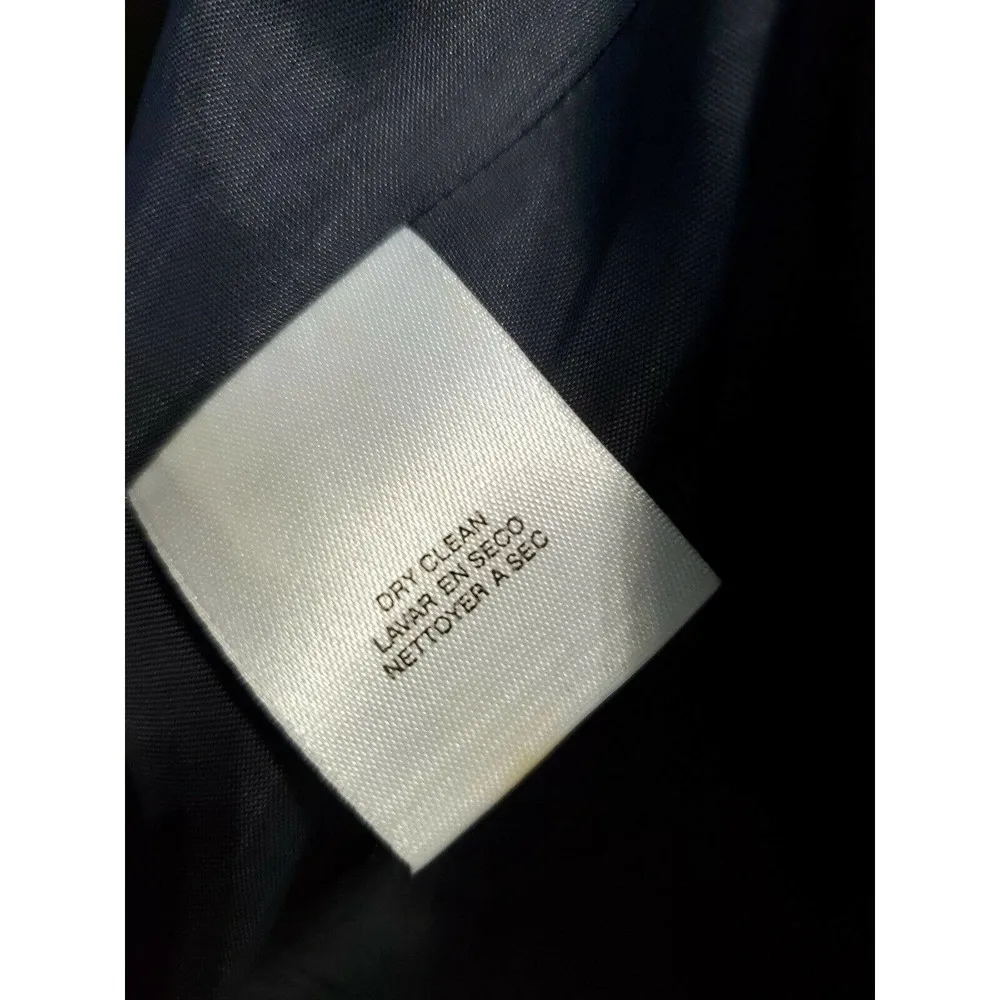 DRY CLEAN
LAVAR EN SECO
NETTOYER A SEC